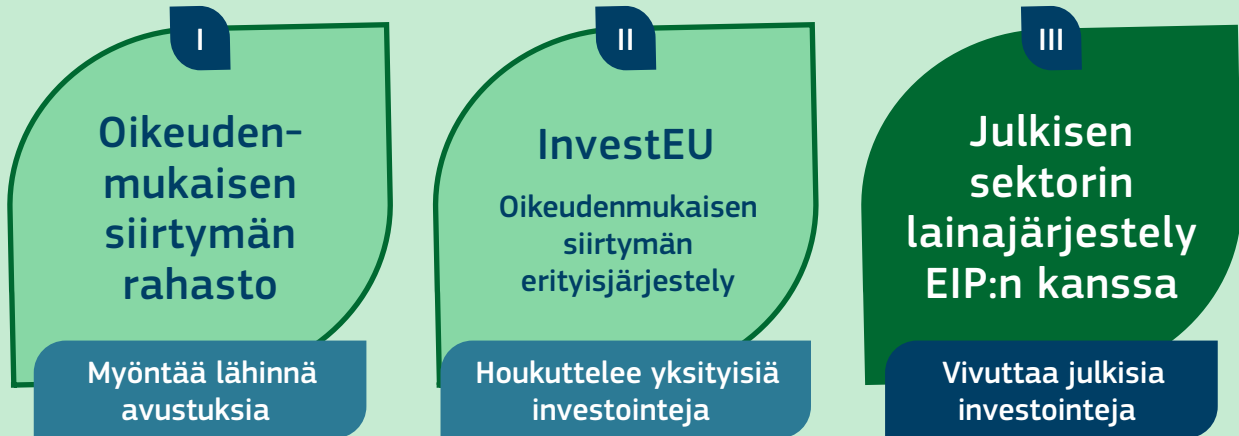 I
Oikeuden-
mukaisen
siirtymän
rahasto
Myöntää lähinnä
avustuksia
II
InvestEU
Oikeudenmukaisen
siirtymän
erityisjärjestely
Houkuttelee yksityisiä
investointeja
III
Julkisen
sektorin
lainajärjestely
EIP:n kanssa
Vivuttaa julkisia
investointeja